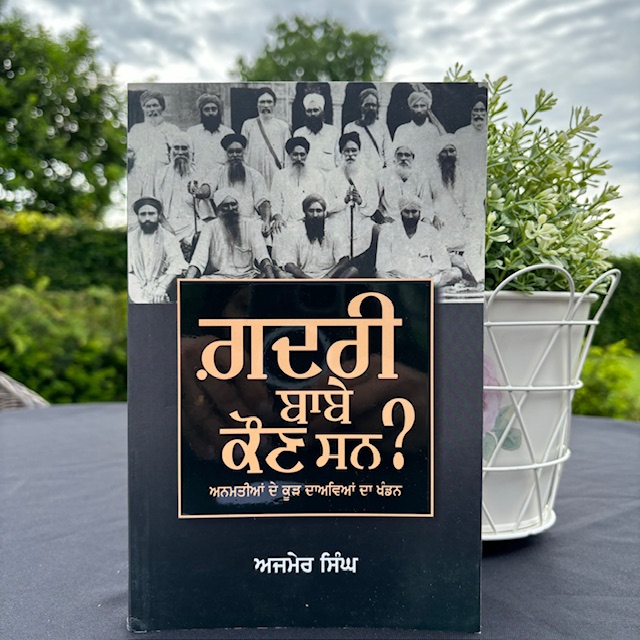 ਗ਼ਦਰੀ
ਬਾਬੇ
ਕੌਣ ਸਨ?
ਅਨਮਤੀਆਂ ਦੇ ਕੂੜ ਦਾਅਵਿਆਂ ਦਾ ਖੰਡਨ
ਅਜਮੇਰ ਸਿੰਘ